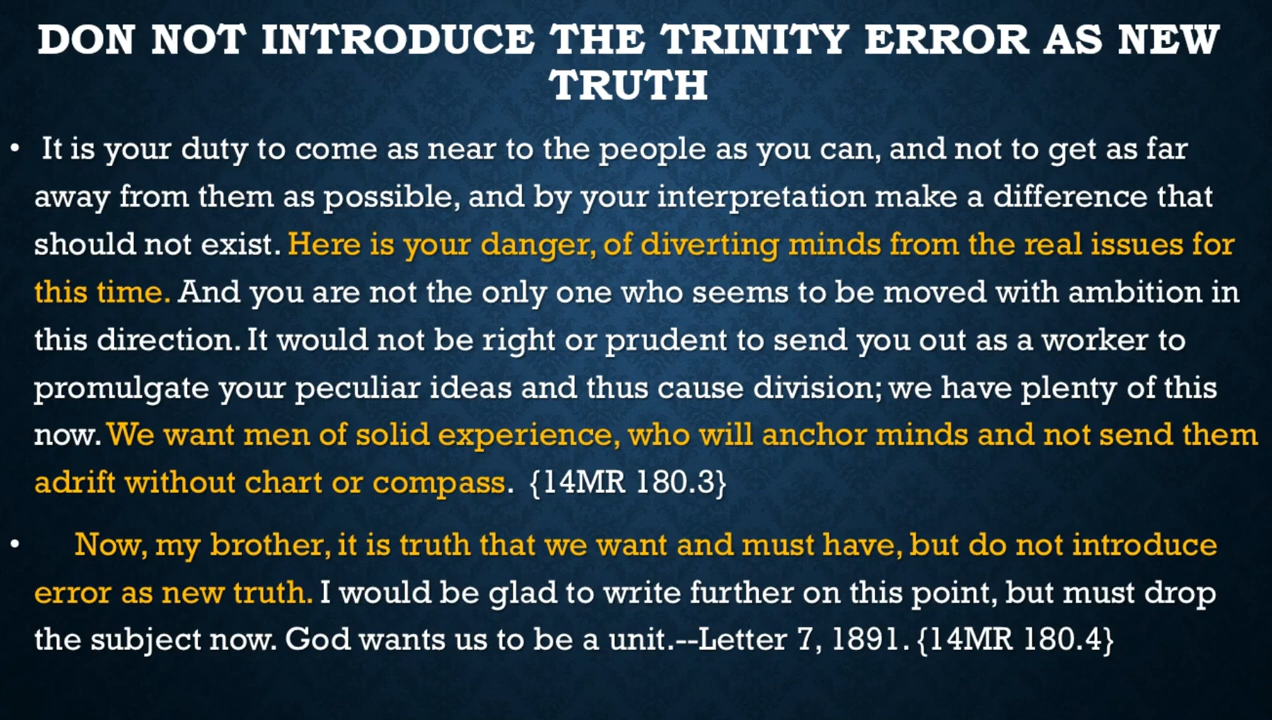 DON NOT INTRODUCE THE TRINITY ERROR AS NEW
TRUTH
• It is your duty to come as near to the people as you can, and not to get as far
away from them as possible, and by your interpretation make a difference that
should not exist. Here is your danger, of diverting minds from the real issues for
this time. And you are not the only one who seems to be moved with ambition in
this direction. It would not be right or prudent to send you out as a worker to
promulgate your peculiar ideas and thus cause division; we have plenty of this
now. We want men of solid experience, who will anchor minds and not send them
adrift without chart or compass. {14MR 180.3}
• Now, my brother, it is truth that we want and must have, but do not introduce
error as new truth. I would be glad to write further on this point, but must drop
the subject now. God wants us to be a unit.--Letter 7, 1891. {14MR 180.4}